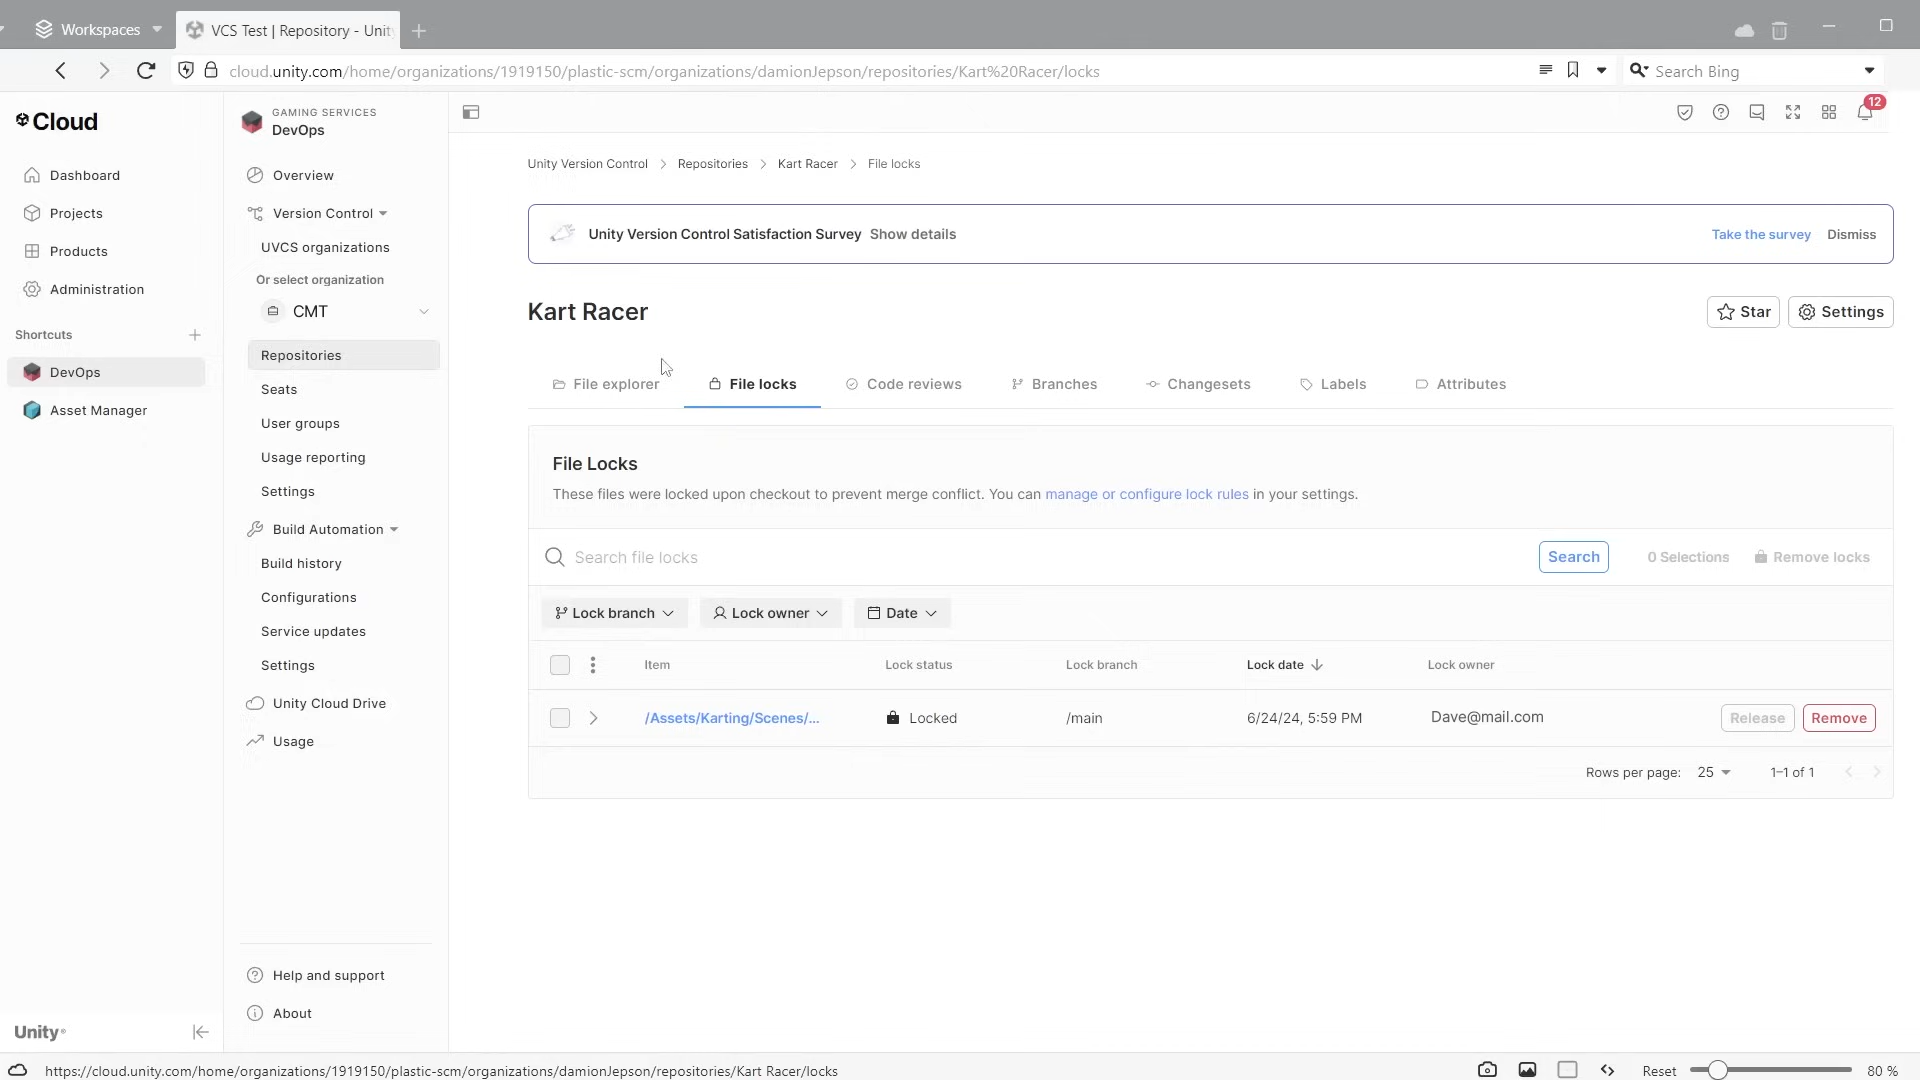 Workspaces
VCS Test | Repository - Unit
cloud.unity.com/home/organizations/1919150/plastic-scm/organizations/damionJepson/repositories/Kart%20Racer/locks
Search Bing
Cloud
Dashboard
Projects
Products
Administration
Shortcuts
DevOps
Asset Manager
Unity
GAMING SERVICES
DevOps
Overview
Version Control
UVCS organizations
Or select organization
CMT
Repositories
Seats
User groups
Usage reporting
Settings
Build Automation
Build history
Configurations
Service updates
Settings
Unity Cloud Drive
Usage
Help and support
About
12
Unity Version Control > Repositories > Kart Racer > File locks
Unity Version Control Satisfaction Survey Show details Take the survey Dismiss
Kart Racer
Star Settings
File explorer File locks Code reviews Branches Changesets Labels Attributes
File Locks
These files were locked upon checkout to prevent merge conflict. You can manage or configure lock rules in your settings.
Search file locks Search 0 Selections Remove locks
Lock branch Lock owner Date
Item Lock status Lock branch Lock date Lock owner
/Assets/Karting/Scenes/... Locked /main 6/24/24, 5:59 PM Dave@mail.com Release Remove
Rows per page: 25 1–1 of 1
https://cloud.unity.com/home/organizations/1919150/plastic-scm/organizations/damionJepson/repositories/Kart Racer/locks
Reset 80 %